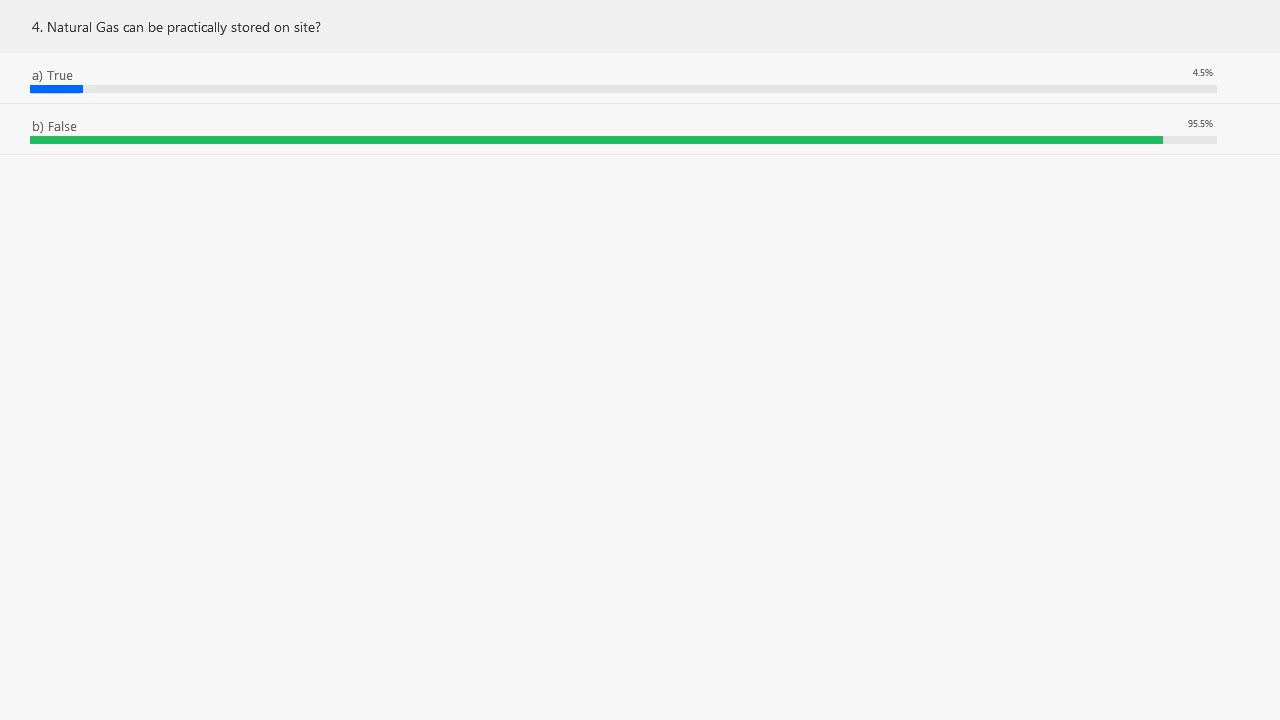 4. Natural Gas can be practically stored on site?
a) True
4.5%
b) False
95.5%